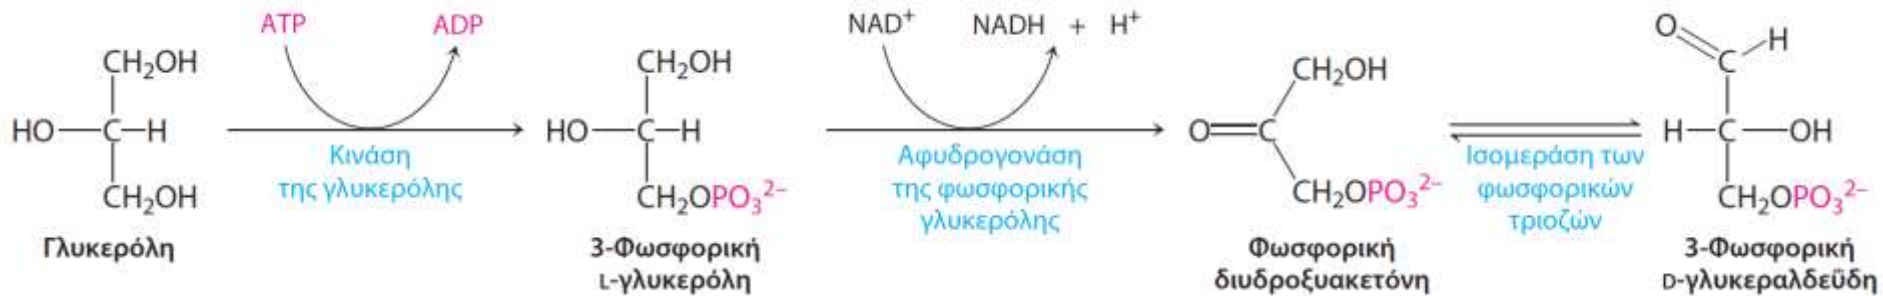 ATP ADP
NAD⁺ NADH + H⁺
CH₂OH
HO—C—H
CH₂OH
Γλυκερόλη
Κινάση
της γλυκερόλης
CH₂OH
HO—C—H
CH₂OPO₃²⁻
3-Φωσφορική
L-γλυκερόλη
Αφυδρογονάση
της φωσφορικής
γλυκερόλης
CH₂OH
O=C
CH₂OPO₃²⁻
Φωσφορική
διυδροξυακετόνη
Ισομεράση των
φωσφορικών
τριοζών
O H
C
H—C—OH
CH₂OPO₃²⁻
3-Φωσφορική
D-γλυκεραλδεΰδη